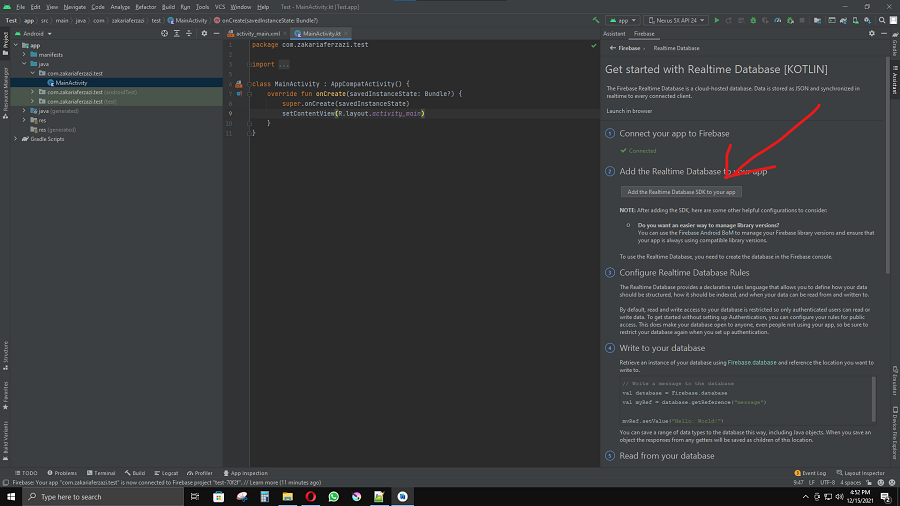 File Edit View Navigate Code Analyze Refactor Build Run Tools VCS Window Help Test - MainActivity.kt [Test.app]
Test app src main java com zakariaferzazi test MainActivity onCreate(savedInstanceState: Bundle?) app Nexus 5X API 24
Project
Android
activity_main.xml MainActivity.kt
Assistant Firebase
Gradle
app
manifests
java
com.zakariaferzazi.test
MainActivity
com.zakariaferzazi.test (androidTest)
com.zakariaferzazi.test (test)
java (generated)
res
res (generated)
Gradle Scripts
Resource Manager
Structure
Favorites
Build Variants
1 package com.zakariaferzazi.test
2
3 import ...
5
6 class MainActivity : AppCompatActivity() {
7 override fun onCreate(savedInstanceState: Bundle?) {
8 super.onCreate(savedInstanceState)
9 setContentView(R.layout.activity_main)
10 }
11 }
Firebase Realtime Database
Get started with Realtime Database [KOTLIN]
The Firebase Realtime Database is a cloud-hosted database. Data is stored as JSON and synchronized in
realtime to every connected client.
Launch in browser
1 Connect your app to Firebase
Connected
2 Add the Realtime Database to your app
Add the Realtime Database SDK to your app
NOTE: After adding the SDK, here are some other helpful configurations to consider:
Do you want an easier way to manage library versions?
You can use the Firebase Android BoM to manage your Firebase library versions and ensure that
your app is always using compatible library versions.
To use the Realtime Database, you need to create the database in the Firebase console.
3 Configure Realtime Database Rules
The Realtime Database provides a declarative rules language that allows you to define how your data
should be structured, how it should be indexed, and when your data can be read from and written to.
By default, read and write access to your database is restricted so only authenticated users can read or
write data. To get started without setting up Authentication, you can configure your rules for public
access. This does make your database open to anyone, even people not using your app, so be sure to
restrict your database again when you set up authentication.
4 Write to your database
Retrieve an instance of your database using Firebase.database and reference the location you want to
write to.
// Write a message to the database
val database = Firebase.database
val myRef = database.getReference("message")
myRef.setValue("Hello, World!")
You can save a range of data types to the database this way, including Java objects. When you save an
object the responses from any getters will be saved as children of this location.
5 Read from your database
Assistant
Emulator
Device File Explorer
TODO Problems Terminal Build Logcat Profiler App Inspection Event Log Layout Inspector
Firebase: Your app "com.zakariaferzazi.test" is now connected to Firebase project "test-70f2f". // Learn more (11 minutes ago) 9:47 LF UTF-8 4 spaces
Type here to search
4:52 PM
12/15/2021
2